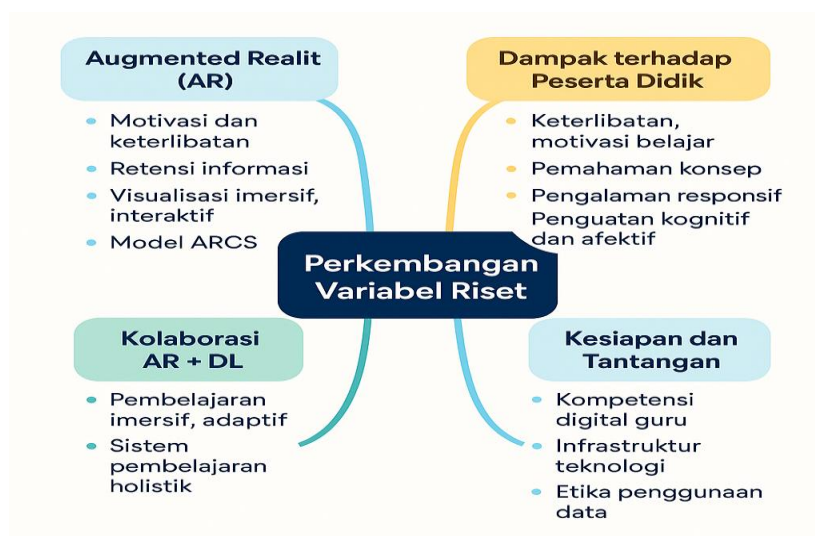 Augmented Realit
(AR)
• Motivasi dan
keterlibatan
• Retensi informasi
• Visualisasi imersif,
interaktif
• Model ARCS
Dampak terhadap
Peserta Didik
• Keterlibatan,
motivasi belajar
• Pemahaman konsep
• Pengalaman responsif
Penguatan kognitif
dan afektif
Perkembangan
Variabel Riset
Kolaborasi
AR + DL
• Pembelajaran
imersif, adaptif
• Sistem
pembelajaran
holistik
Kesiapan dan
Tantangan
• Kompetensi
digital guru
• Infrastruktur
teknologi
• Etika penggunaan
data